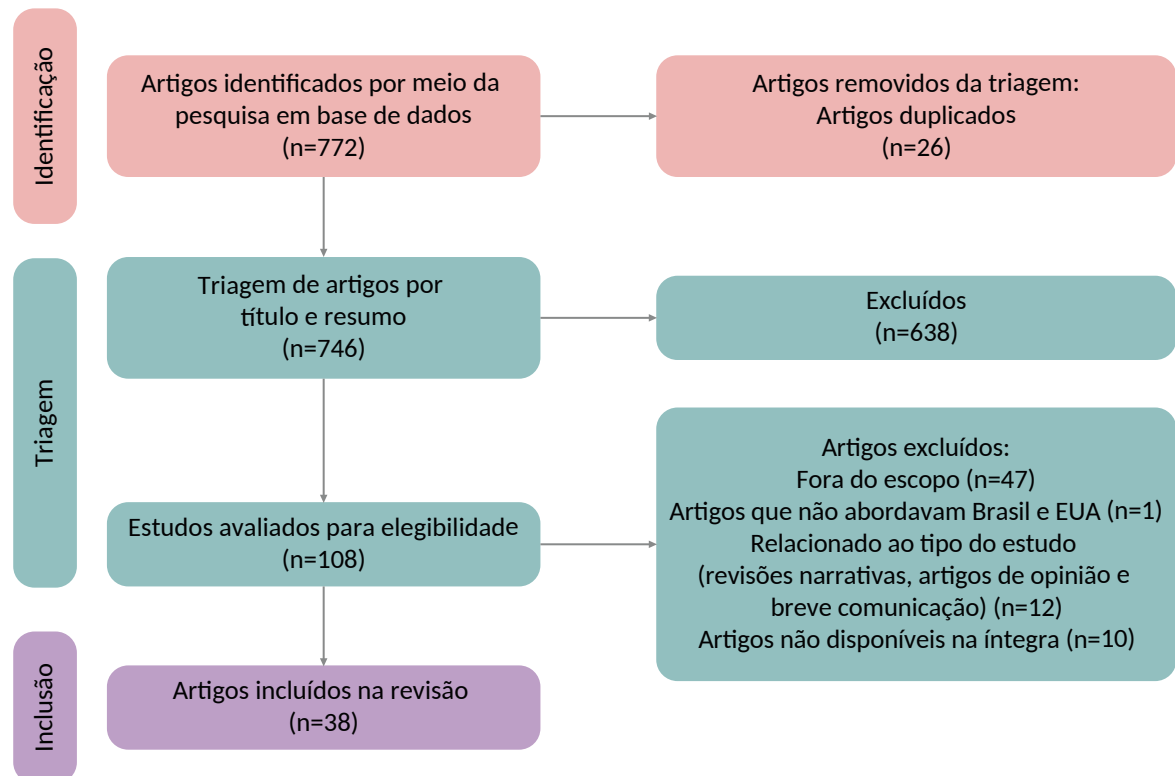 Identificação
Artigos identificados por meio da
pesquisa em base de dados
(n=772)
Artigos removidos da triagem:
Artigos duplicados
(n=26)
Triagem
Triagem de artigos por
título e resumo
(n=746)
Excluídos
(n=638)
Estudos avaliados para elegibilidade
(n=108)
Artigos excluídos:
Fora do escopo (n=47)
Artigos que não abordavam Brasil e EUA (n=1)
Relacionado ao tipo do estudo
(revisões narrativas, artigos de opinião e
breve comunicação) (n=12)
Artigos não disponíveis na íntegra (n=10)
Inclusão
Artigos incluídos na revisão
(n=38)